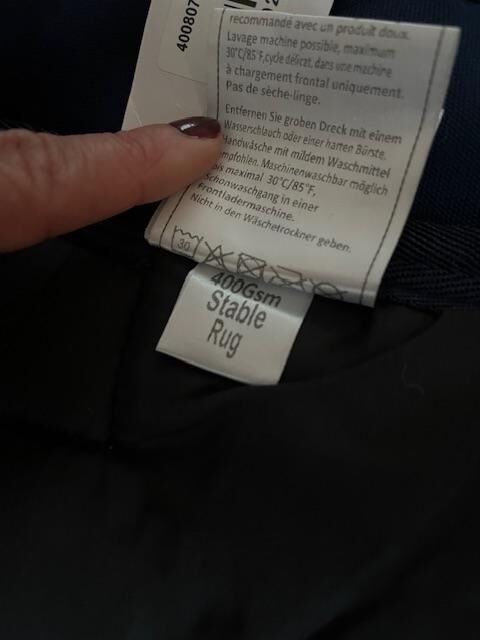 400807
recommandé avec un produit doux.
Lavage machine possible, maximum
30°C/85°F, cycle délicat, dans une machine
à chargement frontal uniquement.
Pas de sèche-linge.
Entfernen Sie groben Dreck mit einem
Wasserschlauch oder einer harten Bürste.
Handwäsche mit mildem Waschmittel
empfohlen. Maschinenwaschbar möglich
bis maximal 30°C/85°F,
Schonwaschgang in einer
Frontladermaschine.
Nicht in den Wäschetrockner geben.
30
400Gsm
Stable
Rug